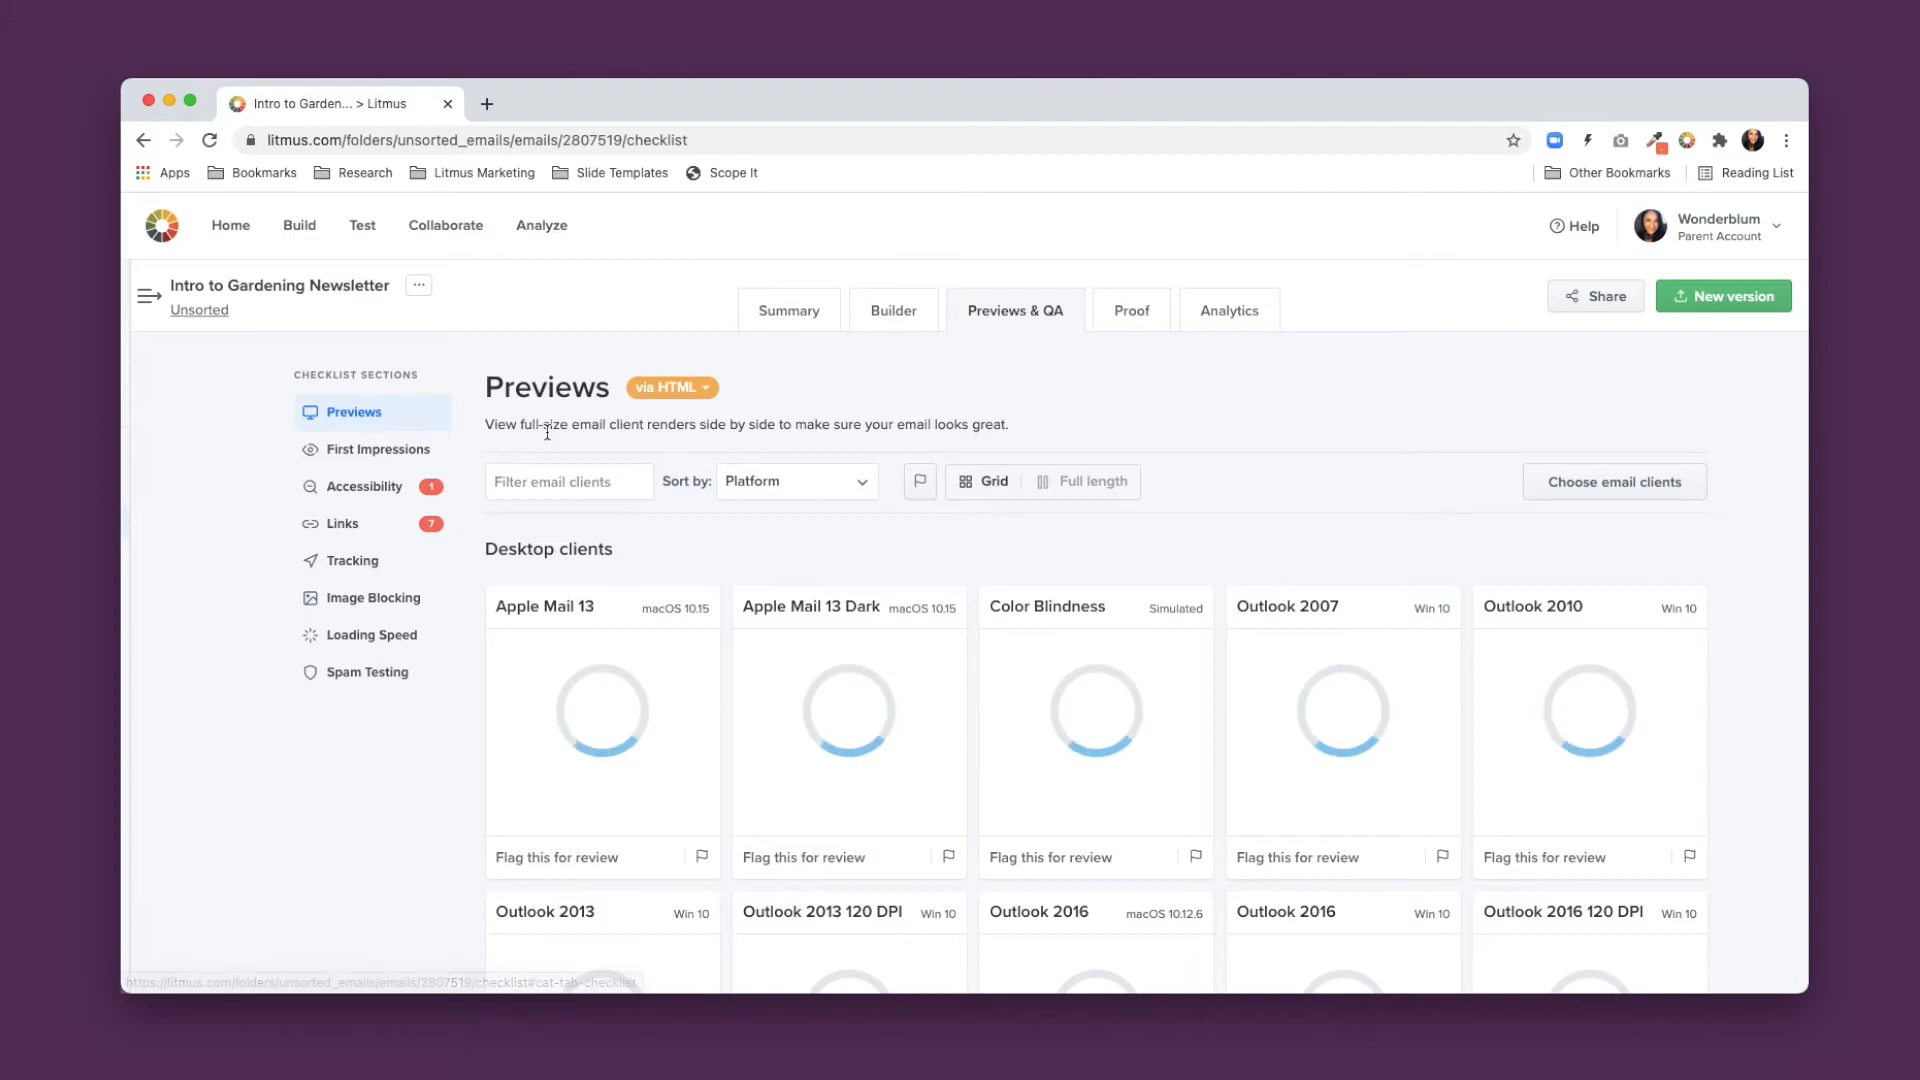 Intro to Garden... > Litmus
litmus.com/folders/unsorted_emails/emails/2807519/checklist
Apps Bookmarks Research Litmus Marketing Slide Templates Scope It Other Bookmarks Reading List
Home Build Test Collaborate Analyze Help Wonderblum
Parent Account
Intro to Gardening Newsletter ...
Unsorted
Summary Builder Previews & QA Proof Analytics Share New version
CHECKLIST SECTIONS
Previews
First Impressions
Accessibility 1
Links 7
Tracking
Image Blocking
Loading Speed
Spam Testing
Previews via HTML
View full-size email client renders side by side to make sure your email looks great.
Filter email clients Sort by: Platform Grid Full length Choose email clients
Desktop clients
Apple Mail 13 macOS 10.15
Flag this for review
Apple Mail 13 Dark macOS 10.15
Flag this for review
Color Blindness Simulated
Flag this for review
Outlook 2007 Win 10
Flag this for review
Outlook 2010 Win 10
Flag this for review
Outlook 2013 Win 10
Outlook 2013 120 DPI Win 10
Outlook 2016 macOS 10.12.6
Outlook 2016 Win 10
Outlook 2016 120 DPI Win 10
https://litmus.com/folders/unsorted_emails/emails/2807519/checklist#cat-tab-checklist